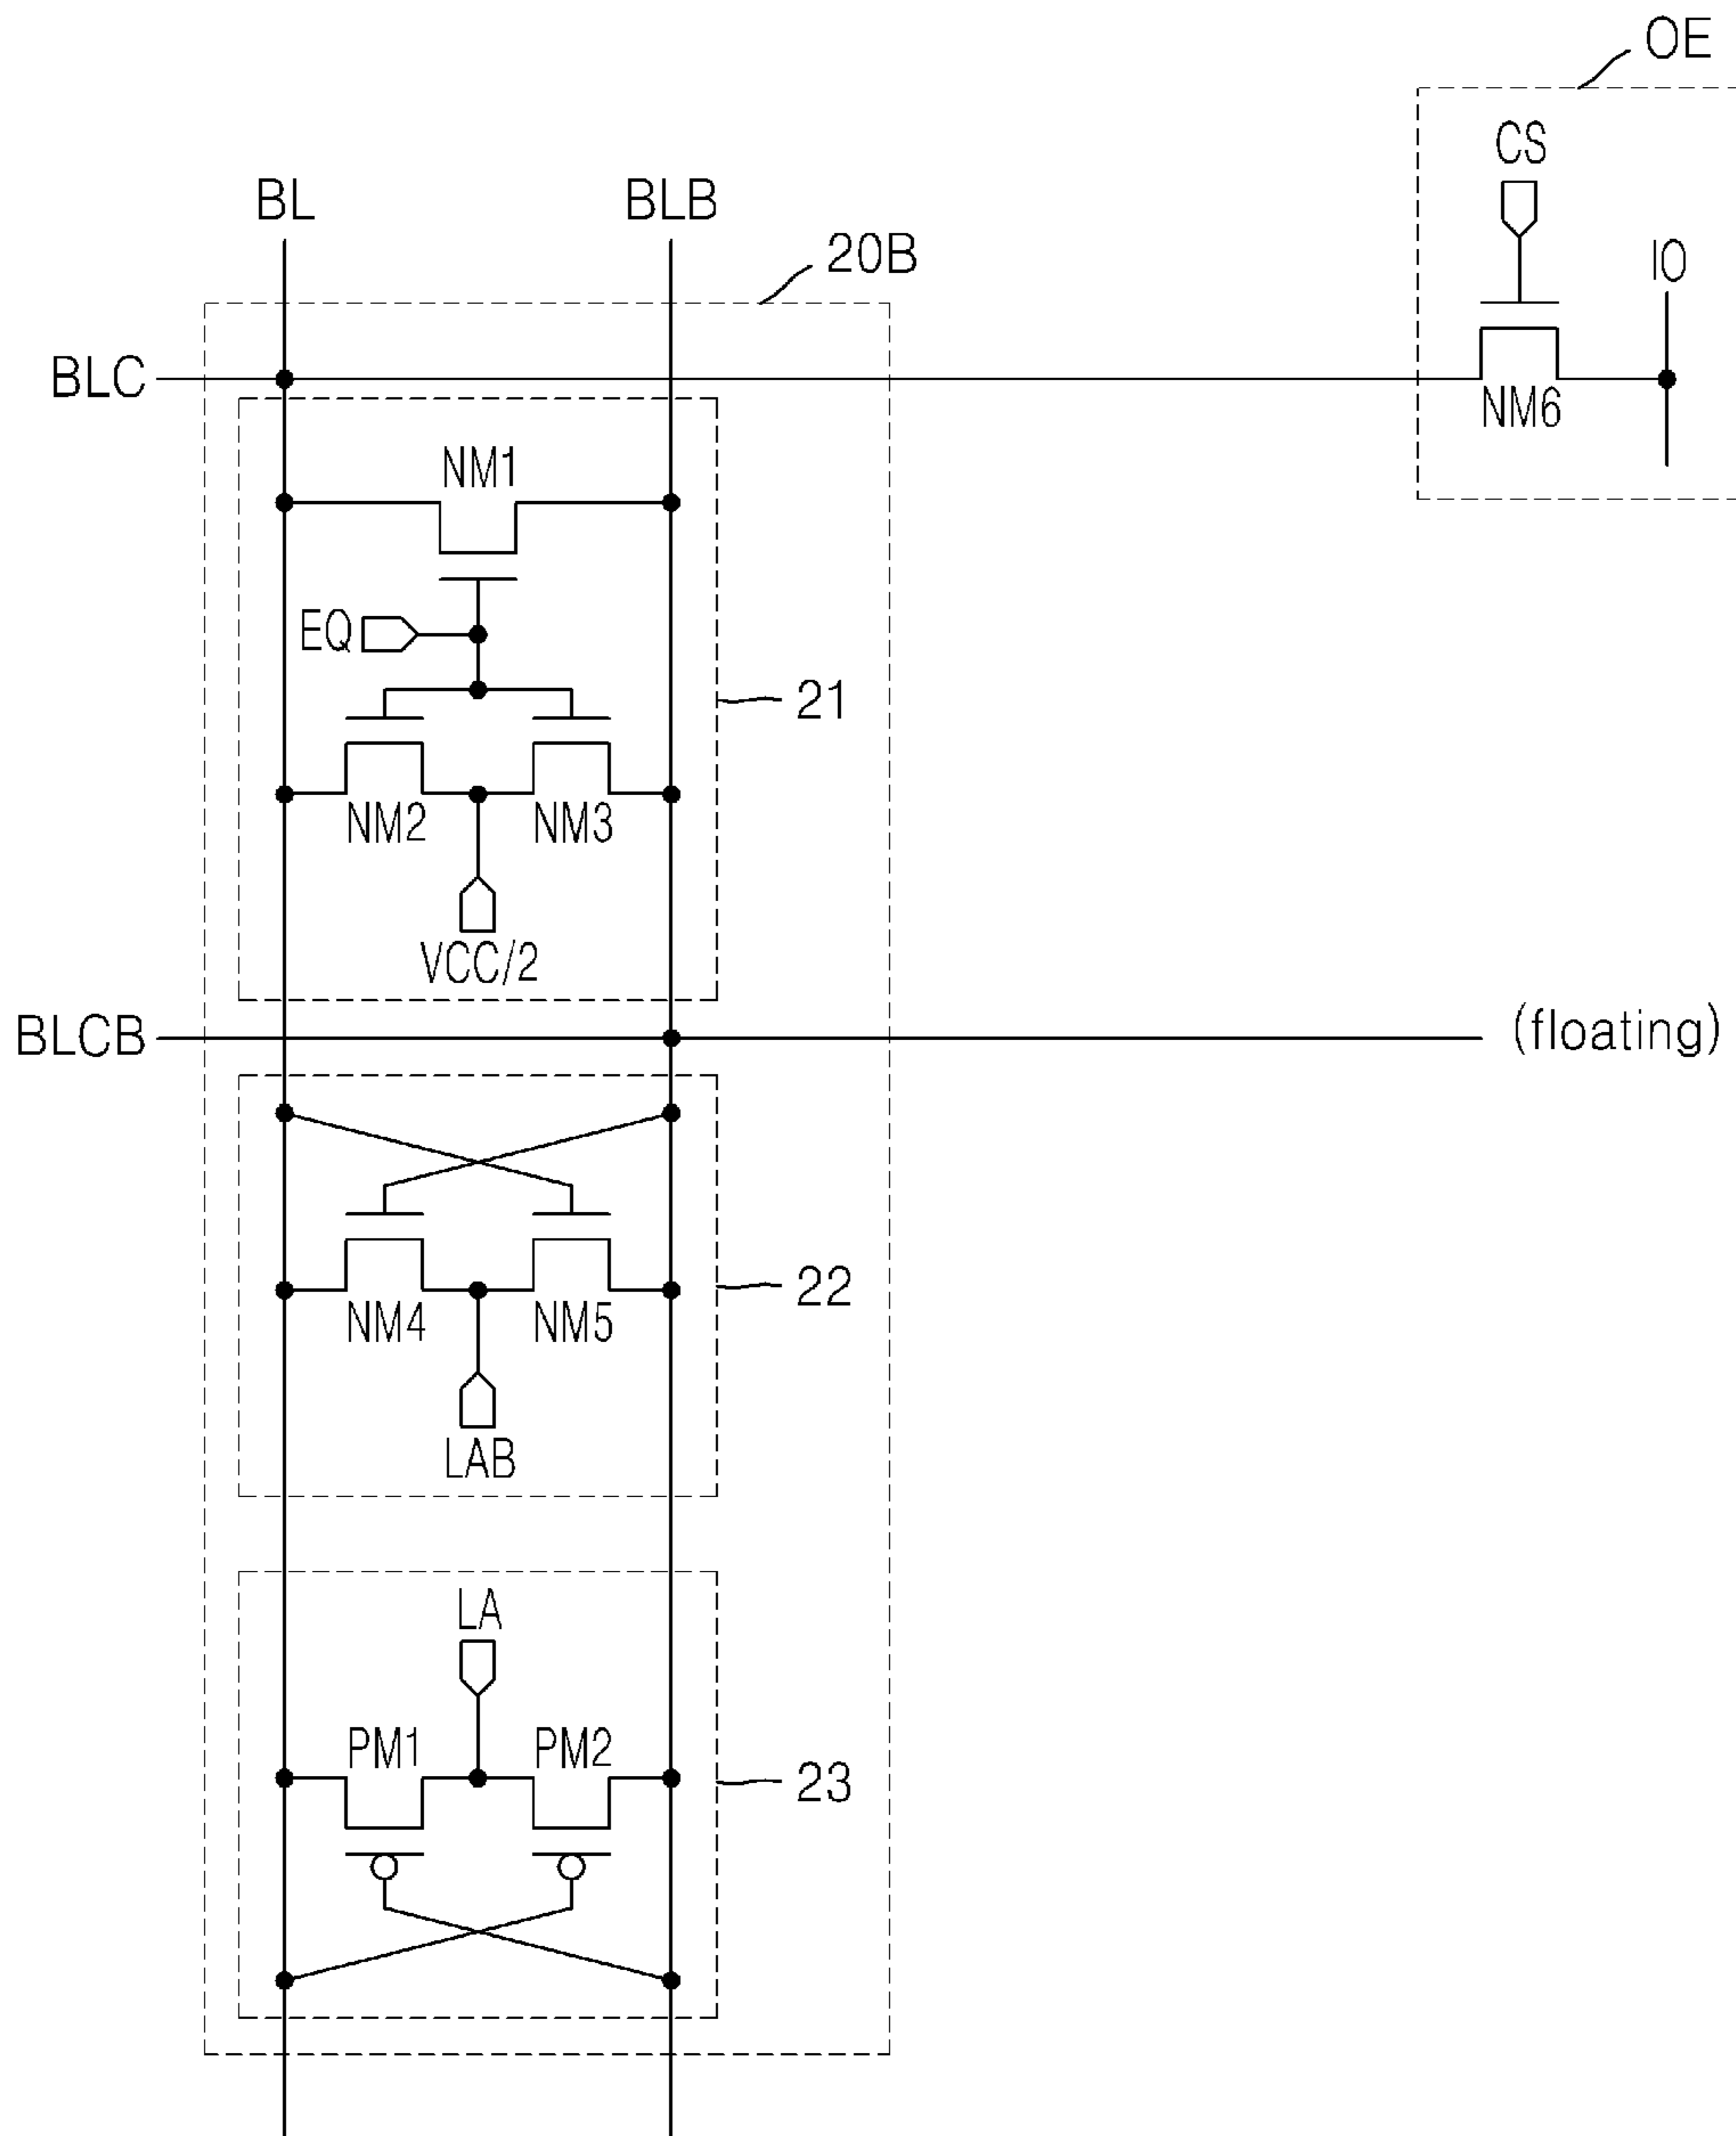 OE
CS
BL
BLB
20B
IO
BLC
NM6
NM1
EQ
21
NM2
NM3
VCC/2
BLCB
(floating)
22
NM4
NM5
LAB
LA
PM1
PM2
23